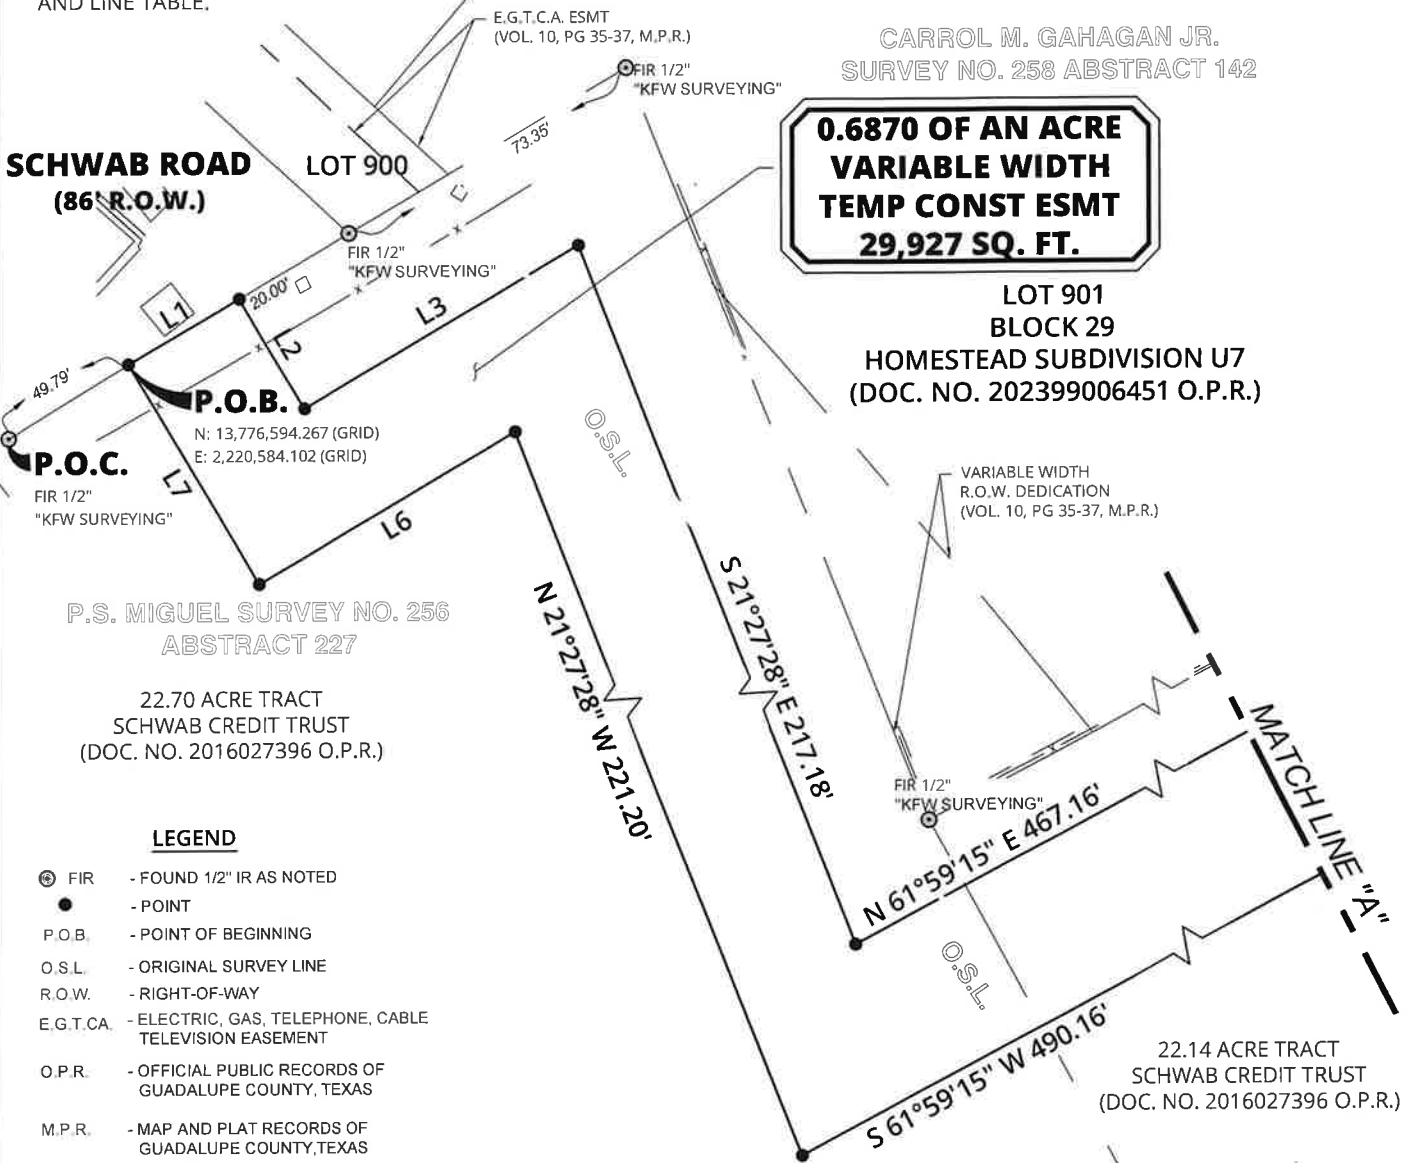 AND LINE TABLE.
E.G.T.C.A. ESMT
(VOL. 10, PG 35-37, M.P.R.)
CARROL M. GAHAGAN JR.
SURVEY NO. 258 ABSTRACT 142
FIR 1/2"
"KFW SURVEYING"
73.35'
0.6870 OF AN ACRE
VARIABLE WIDTH
TEMP CONST ESMT
29,927 SQ. FT.
SCHWAB ROAD
(86' R.O.W.)
LOT 900
FIR 1/2"
"KFW SURVEYING"
20.00'
L1
L2
L3
LOT 901
BLOCK 29
HOMESTEAD SUBDIVISION U7
(DOC. NO. 202399006451 O.P.R.)
49.79'
P.O.B.
N: 13,776,594.267 (GRID)
E: 2,220,584.102 (GRID)
P.O.C.
FIR 1/2"
"KFW SURVEYING"
L7
L6
O.S.L.
VARIABLE WIDTH
R.O.W. DEDICATION
(VOL. 10, PG 35-37, M.P.R.)
P.S. MIGUEL SURVEY NO. 256
ABSTRACT 227
22.70 ACRE TRACT
SCHWAB CREDIT TRUST
(DOC. NO. 2016027396 O.P.R.)
N 21°27'28" W 221.20'
S 21°27'28" E 217.18'
FIR 1/2"
"KFW SURVEYING"
N 61°59'15" E 467.16'
MATCH LINE "A"
O.S.L.
S 61°59'15" W 490.16'
22.14 ACRE TRACT
SCHWAB CREDIT TRUST
(DOC. NO. 2016027396 O.P.R.)
LEGEND
FIR - FOUND 1/2" IR AS NOTED
- POINT
P.O.B. - POINT OF BEGINNING
O.S.L. - ORIGINAL SURVEY LINE
R.O.W. - RIGHT-OF-WAY
E.G.T.CA. - ELECTRIC, GAS, TELEPHONE, CABLE
TELEVISION EASEMENT
O.P.R. - OFFICIAL PUBLIC RECORDS OF
GUADALUPE COUNTY, TEXAS
M.P.R. - MAP AND PLAT RECORDS OF
GUADALUPE COUNTY,TEXAS